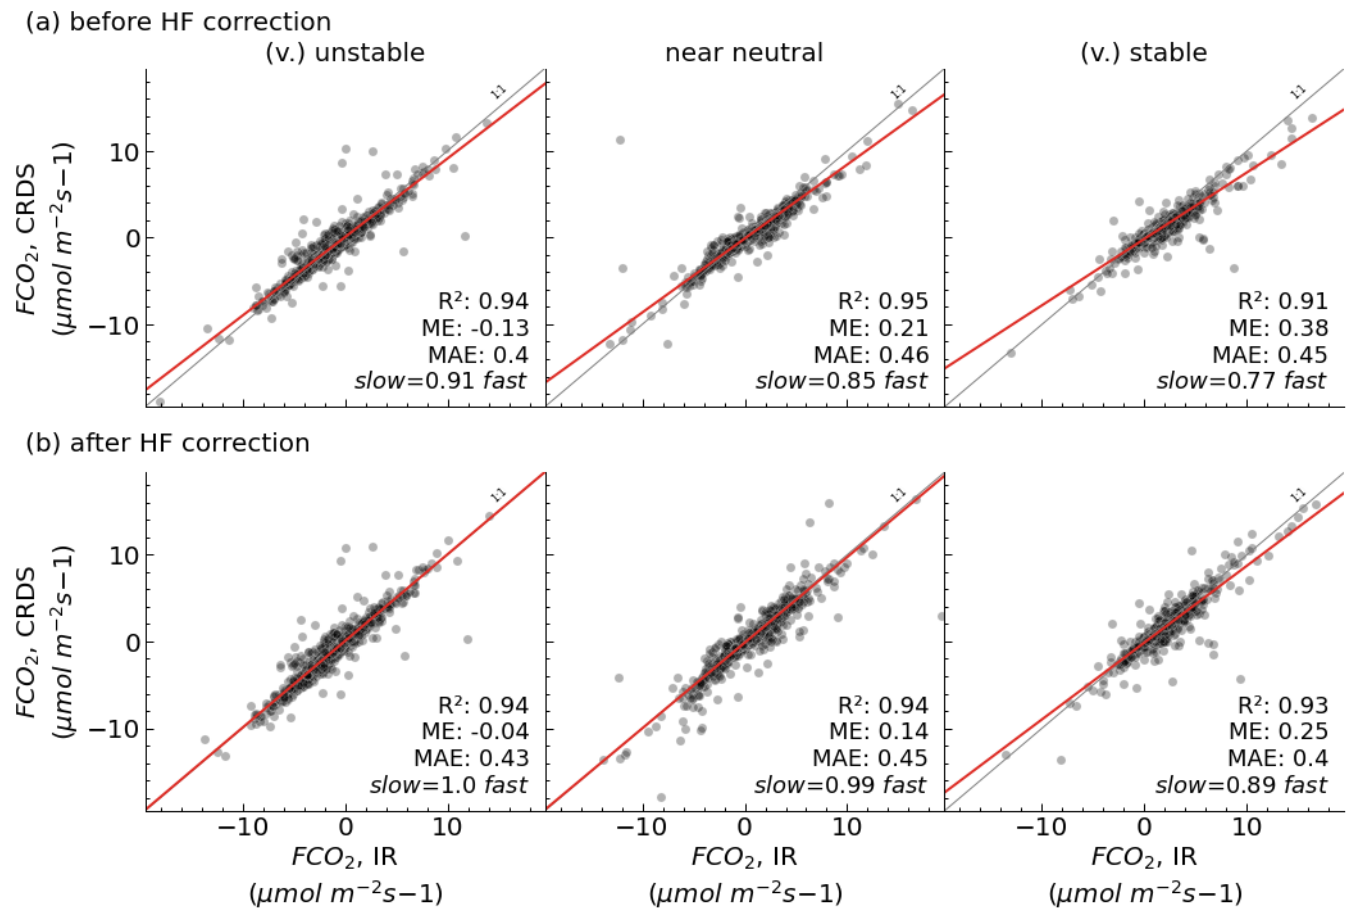 (a) before HF correction
(v.) unstable near neutral (v.) stable
1:1 1:1 1:1
10
0
−10
FCO₂, CRDS
(μmol m⁻²s−1)
R²: 0.94
ME: -0.13
MAE: 0.4
slow=0.91 fast
R²: 0.95
ME: 0.21
MAE: 0.46
slow=0.85 fast
R²: 0.91
ME: 0.38
MAE: 0.45
slow=0.77 fast
(b) after HF correction
1:1 1:1 1:1
10
0
−10
FCO₂, CRDS
(μmol m⁻²s−1)
R²: 0.94
ME: -0.04
MAE: 0.43
slow=1.0 fast
R²: 0.94
ME: 0.14
MAE: 0.45
slow=0.99 fast
R²: 0.93
ME: 0.25
MAE: 0.4
slow=0.89 fast
−10 0 10 −10 0 10 −10 0 10
FCO₂, IR FCO₂, IR FCO₂, IR
(μmol m⁻²s−1) (μmol m⁻²s−1) (μmol m⁻²s−1)